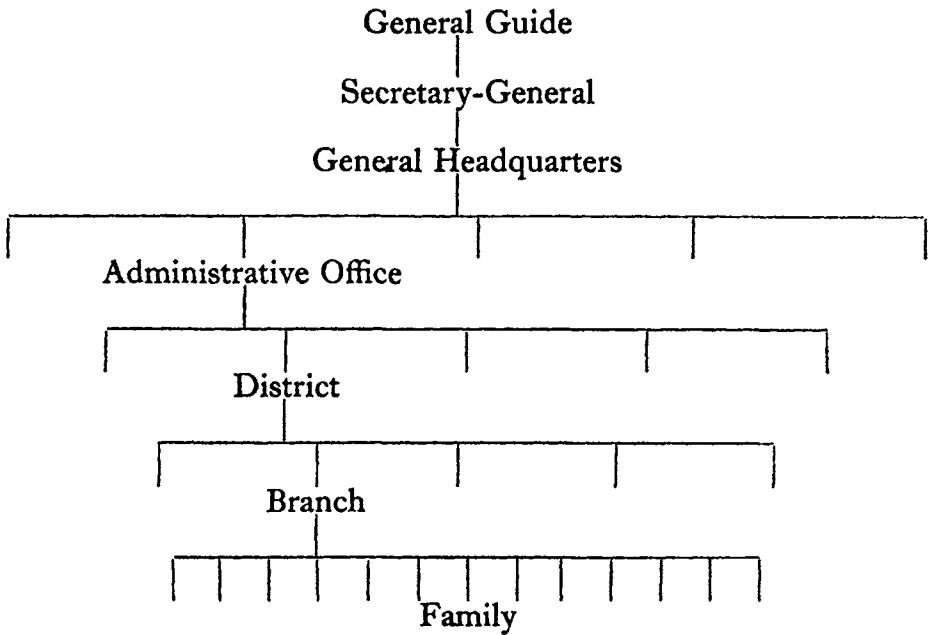 General Guide
Secretary-General
General Headquarters
Administrative Office
District
Branch
Family